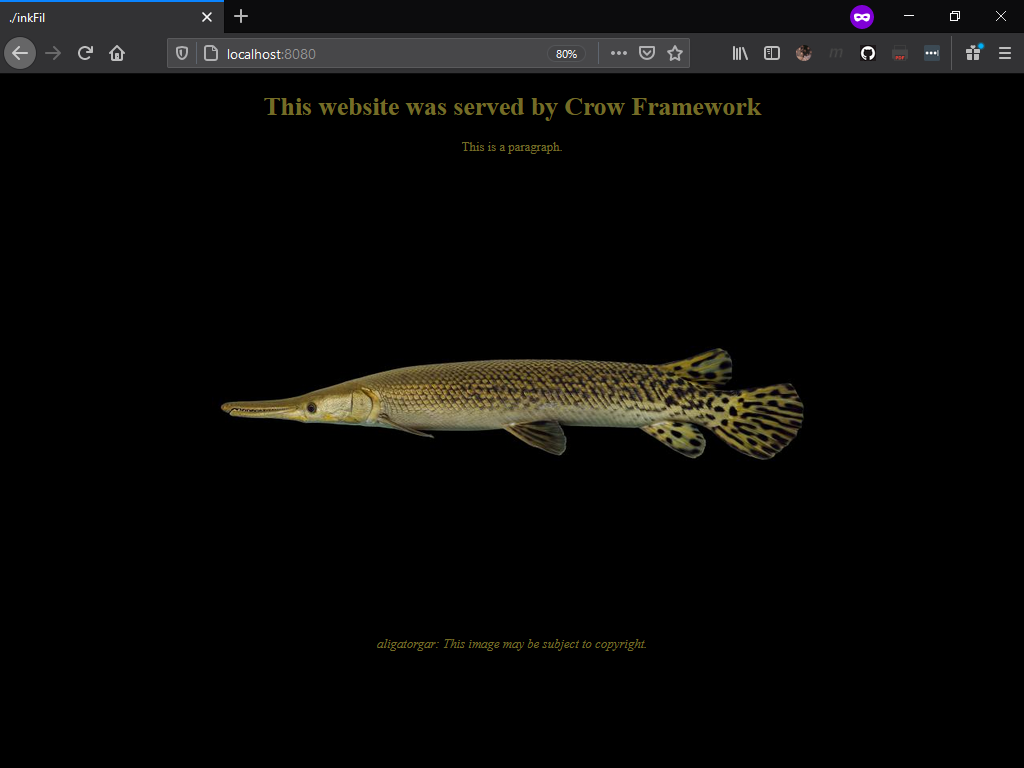 ./inkFil
localhost:8080
80%
This website was served by Crow Framework
This is a paragraph.
aligatorgar: This image may be subject to copyright.